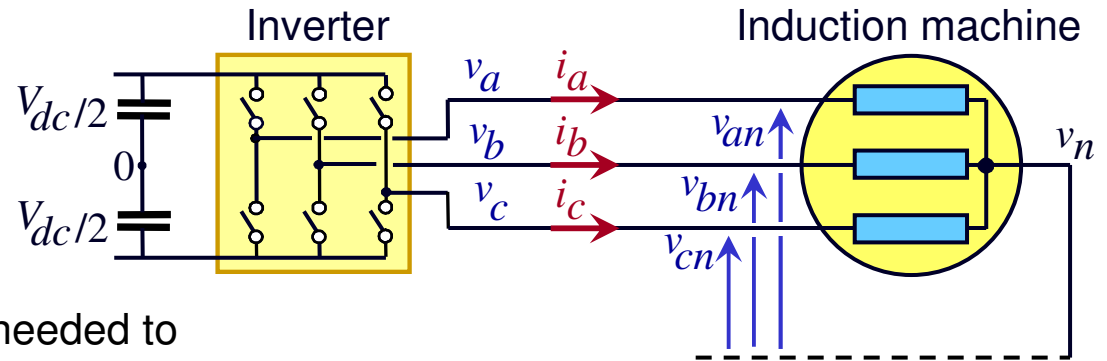 Inverter
Induction machine
V_dc/2
0
V_dc/2
v_a
i_a
v_b
i_b
v_c
i_c
v_an
v_bn
v_cn
v_n
needed to